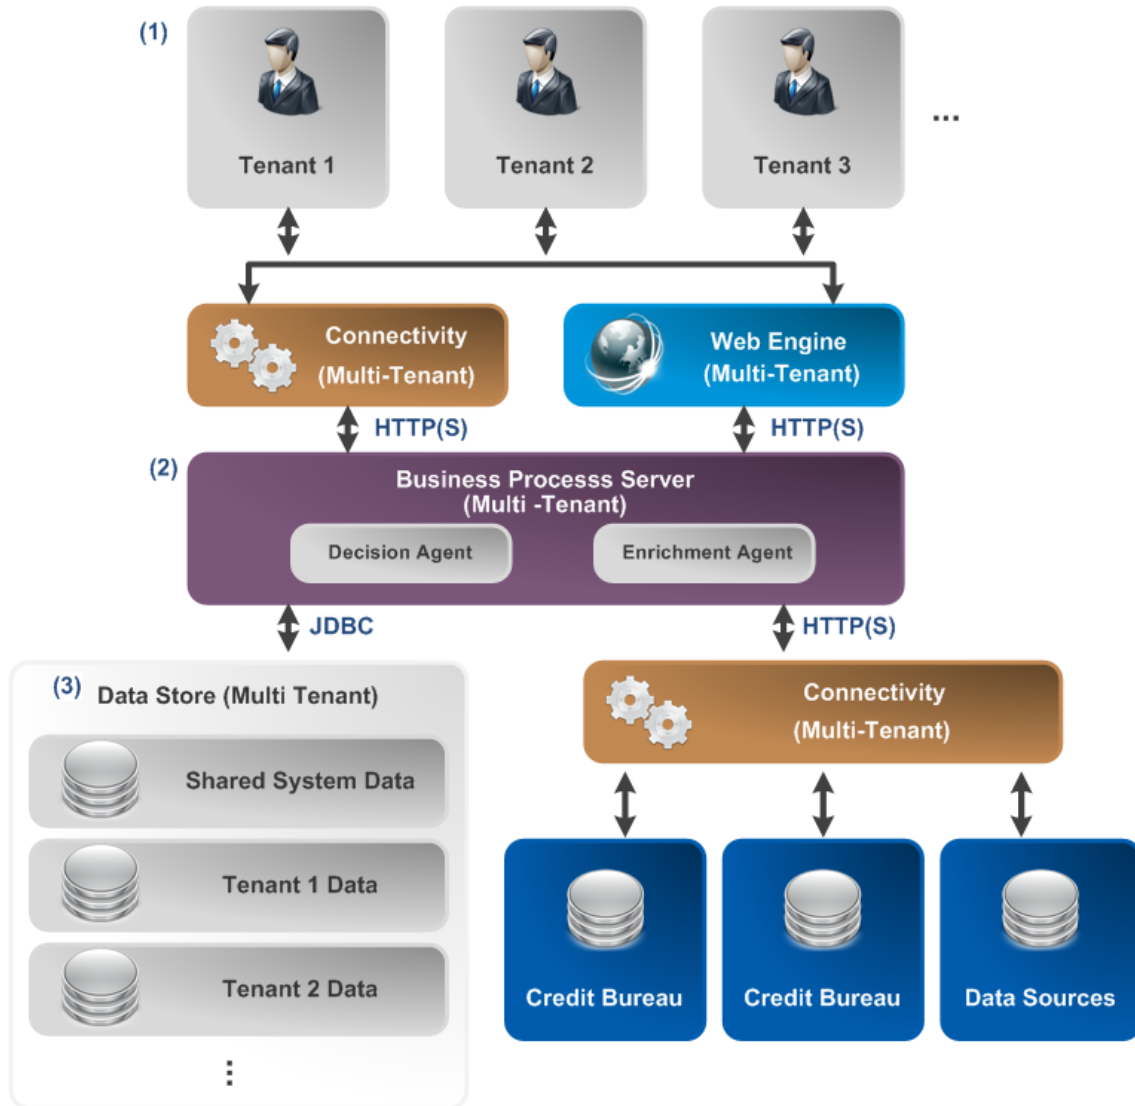 (1)
Tenant 1
Tenant 2
Tenant 3
...
Connectivity
(Multi-Tenant)
Web Engine
(Multi-Tenant)
HTTP(S)
HTTP(S)
(2)
Business Processs Server
(Multi -Tenant)
Decision Agent
Enrichment Agent
JDBC
HTTP(S)
(3)
Data Store (Multi Tenant)
Shared System Data
Tenant 1 Data
Tenant 2 Data
...
Connectivity
(Multi-Tenant)
Credit Bureau
Credit Bureau
Data Sources